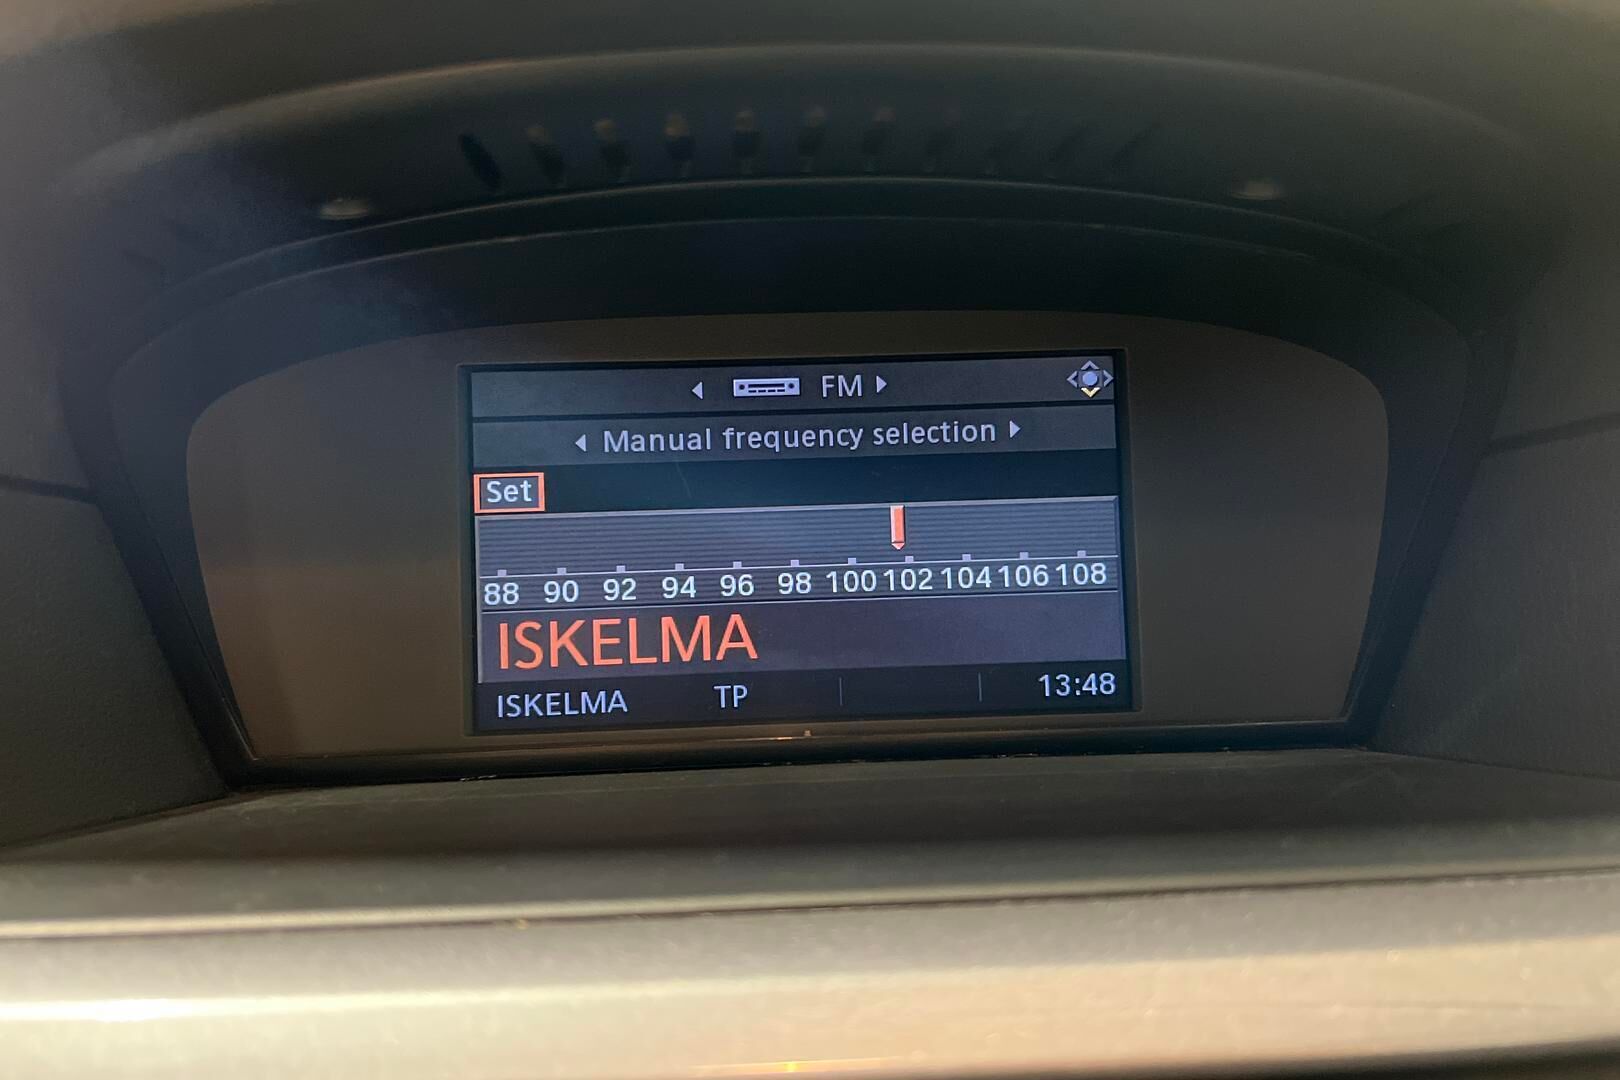 FM
Manual frequency selection
Set
88 90 92 94 96 98 100 102 104 106 108
ISKELMA
ISKELMA TP 13:48